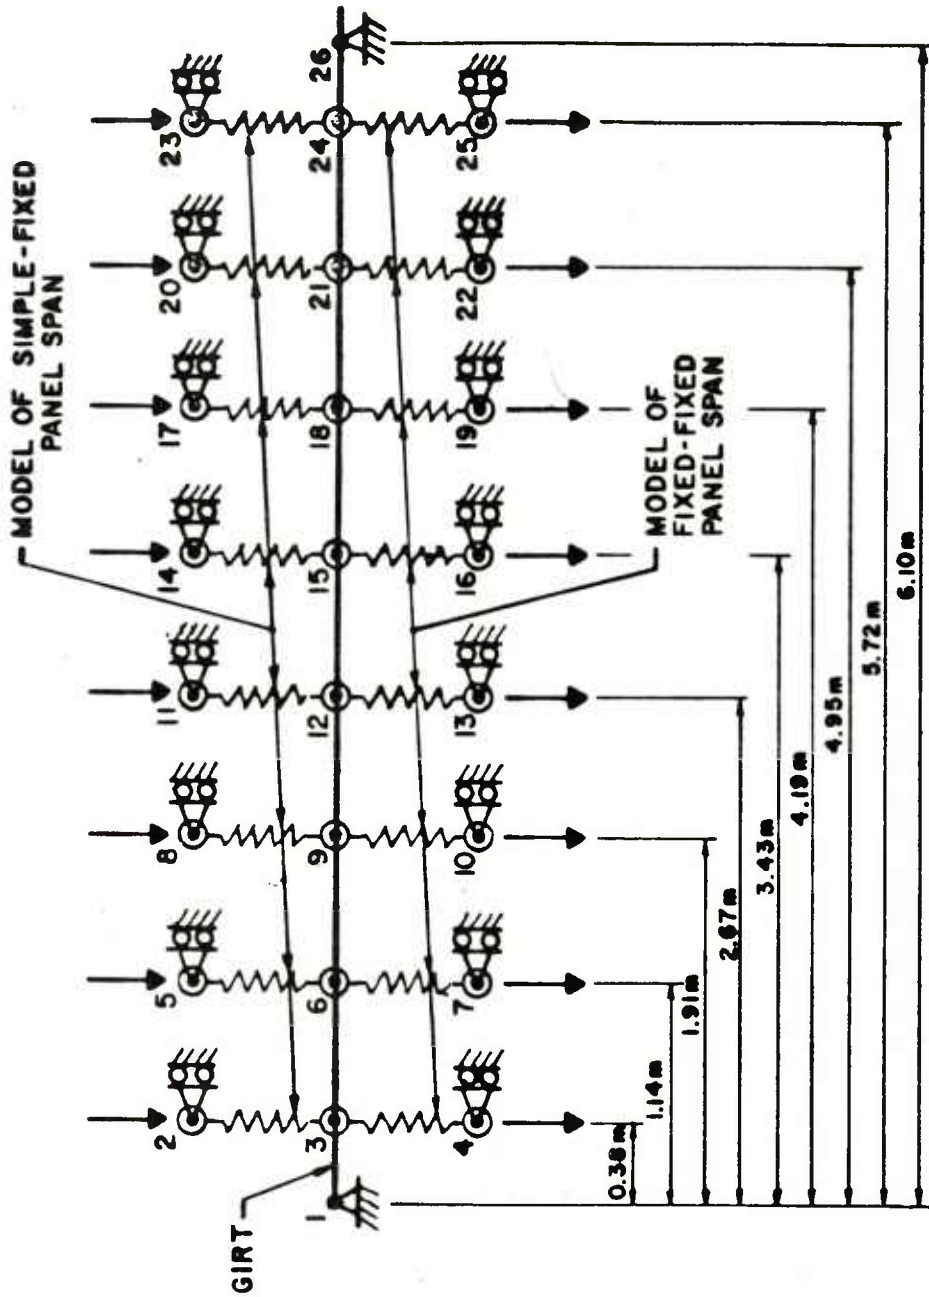 MODEL OF SIMPLE-FIXED
PANEL SPAN
2
5
8
11
14
17
20
23
GIRT
1
3
6
9
12
15
18
21
24
26
4
7
10
13
16
19
22
25
MODEL OF
FIXED-FIXED
PANEL SPAN
0.38m
1.14m
1.91m
2.67m
3.43m
4.19m
4.95m
5.72m
6.10m